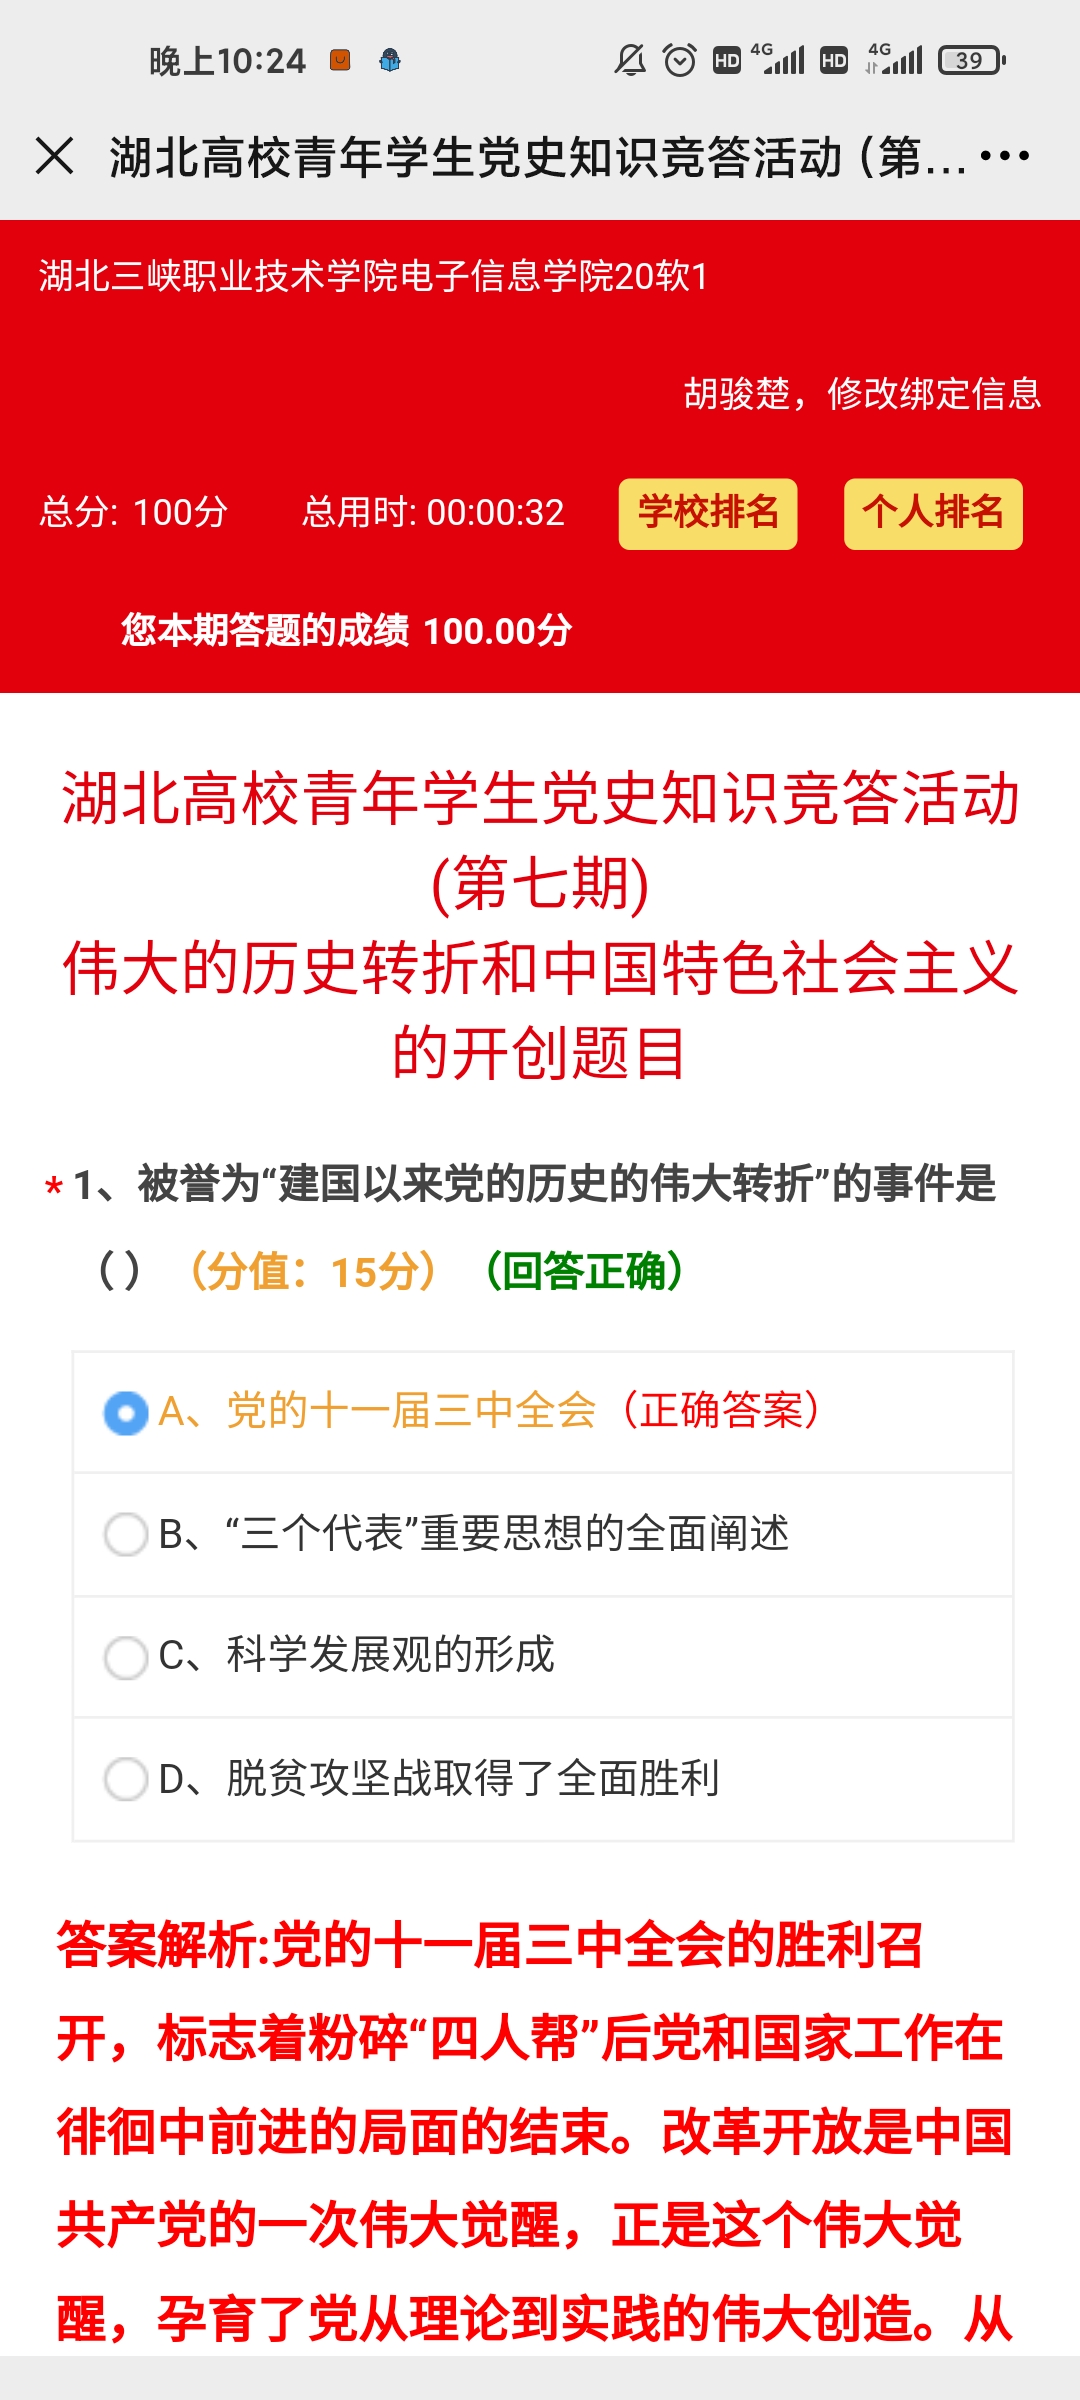 晚上10:24
HD 4G HD 4G 39
湖北高校青年学生党史知识竞答活动 (第...
湖北三峡职业技术学院电子信息学院20软1
胡骏楚，修改绑定信息
总分: 100分 总用时: 00:00:32 学校排名 个人排名
您本期答题的成绩 100.00分
湖北高校青年学生党史知识竞答活动
(第七期)
伟大的历史转折和中国特色社会主义
的开创题目
* 1、被誉为“建国以来党的历史的伟大转折”的事件是
（）（分值：15分）（回答正确）
A、党的十一届三中全会（正确答案）
B、“三个代表”重要思想的全面阐述
C、科学发展观的形成
D、脱贫攻坚战取得了全面胜利
答案解析:党的十一届三中全会的胜利召
开，标志着粉碎“四人帮”后党和国家工作在
徘徊中前进的局面的结束。改革开放是中国
共产党的一次伟大觉醒，正是这个伟大觉
醒，孕育了党从理论到实践的伟大创造。从